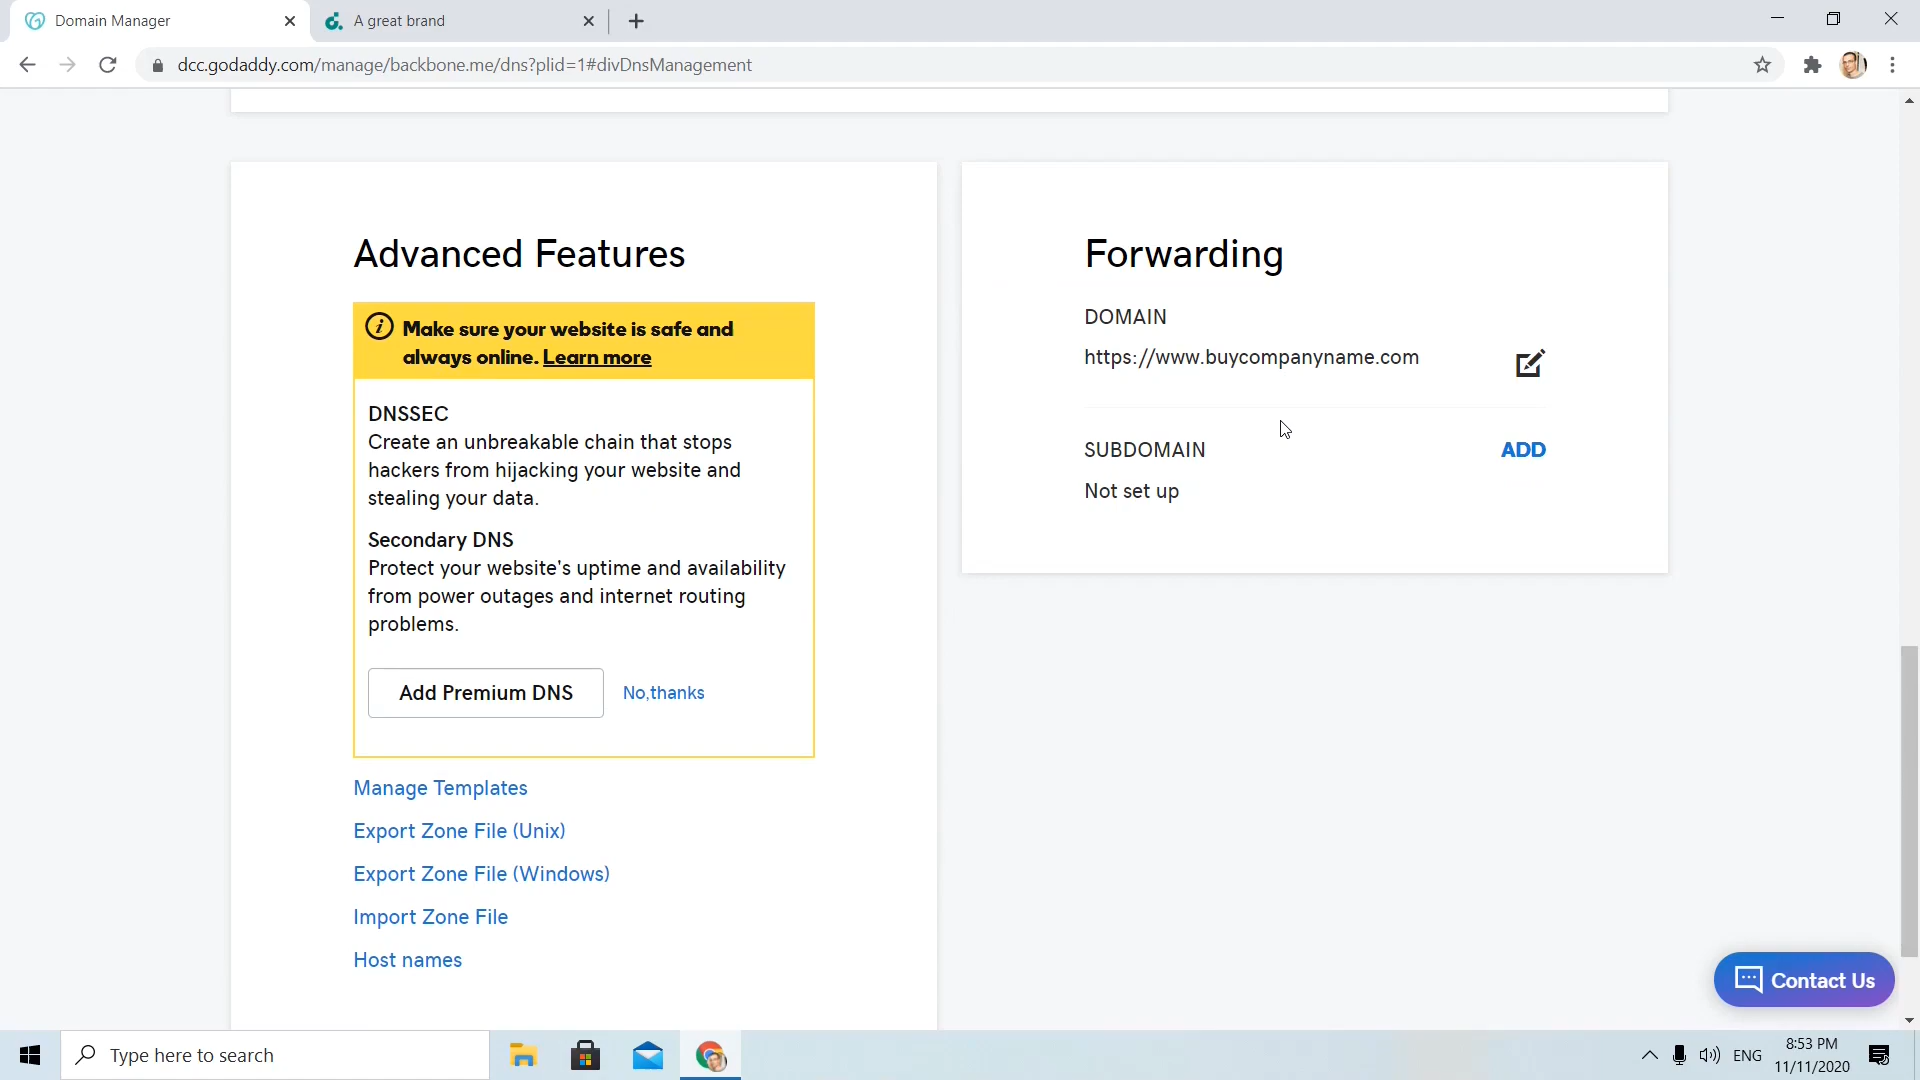 Domain Manager
A great brand
dcc.godaddy.com/manage/backbone.me/dns?plid=1#divDnsManagement
Advanced Features
Make sure your website is safe and
always online. Learn more
DNSSEC
Create an unbreakable chain that stops
hackers from hijacking your website and
stealing your data.
Secondary DNS
Protect your website's uptime and availability
from power outages and internet routing
problems.
Add Premium DNS
No,thanks
Manage Templates
Export Zone File (Unix)
Export Zone File (Windows)
Import Zone File
Host names
Forwarding
DOMAIN
https://www.buycompanyname.com
SUBDOMAIN
ADD
Not set up
Contact Us
Type here to search
ENG
8:53 PM
11/11/2020